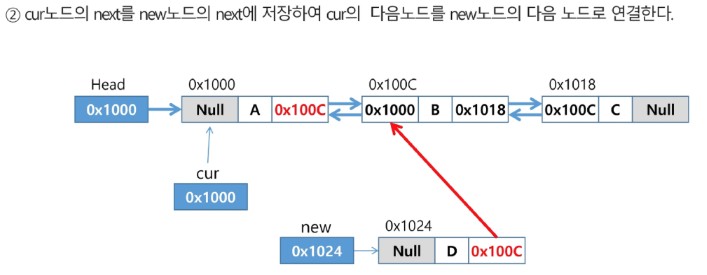 ② cur노드의 next를 new노드의 next에 저장하여 cur의 다음노드를 new노드의 다음 노드로 연결한다.
Head 0x1000 0x100C 0x1018
0x1000 Null A 0x100C 0x1000 B 0x1018 0x100C C Null
cur
0x1000
new 0x1024
0x1024 Null D 0x100C